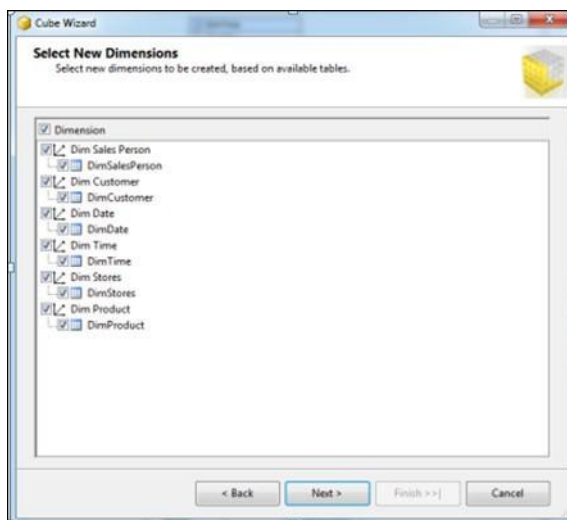 Cube Wizard
Select New Dimensions
Select new dimensions to be created, based on available tables.
Dimension
Dim Sales Person
DimSalesPerson
Dim Customer
DimCustomer
Dim Date
DimDate
Dim Time
DimTime
Dim Stores
DimStores
Dim Product
DimProduct
< Back Next > Finish >>| Cancel